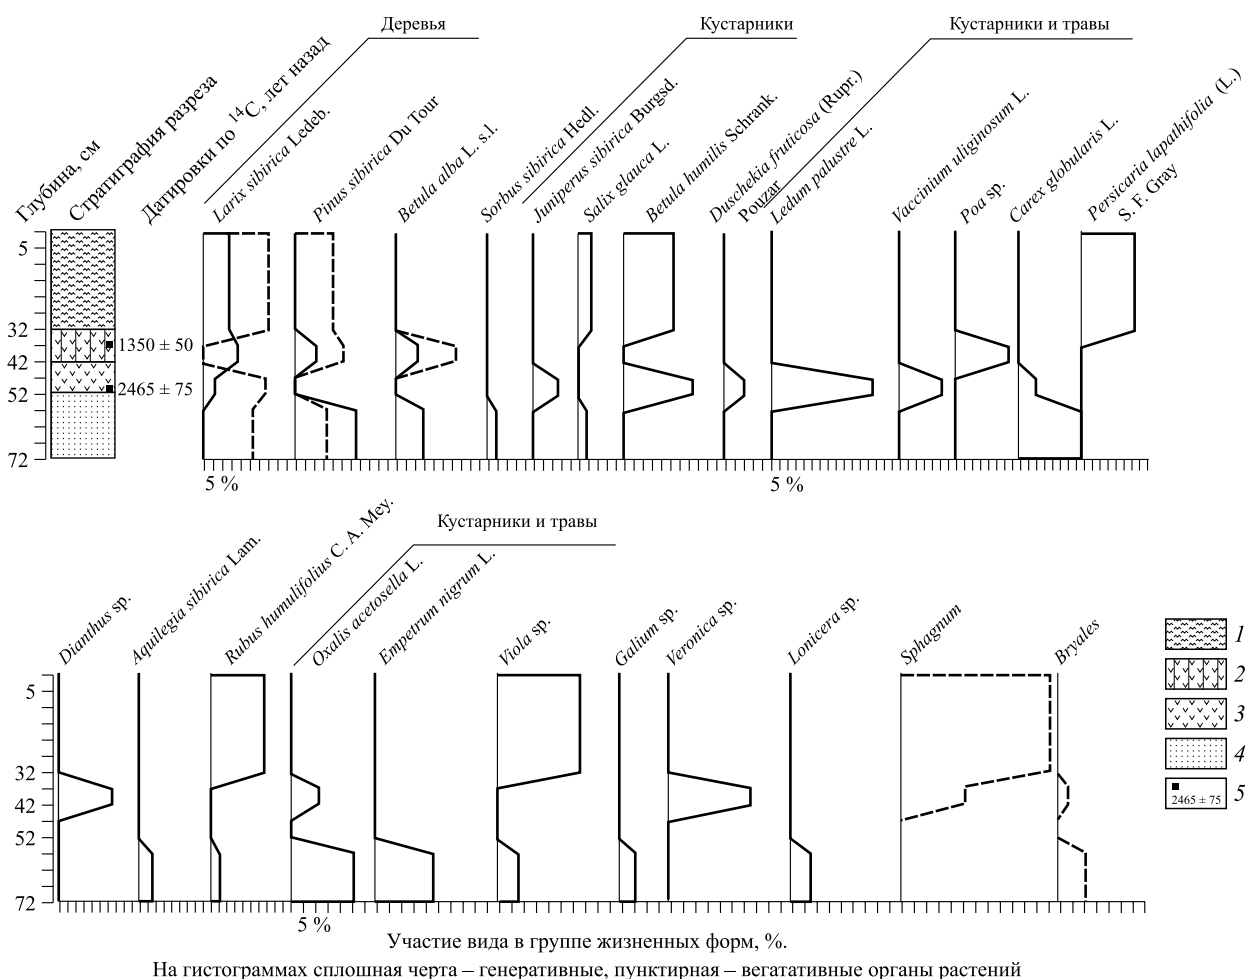 Деревья
Кустарники
Кустарники и травы
Глубина, см
Стратиграфия разреза
Датировки по ¹⁴C, лет назад
Larix sibirica Ledeb.
Pinus sibirica Du Tour
Betula alba L. s.l.
Sorbus sibirica Hedl.
Juniperus sibirica Burgsd.
Salix glauca L.
Betula humilis Schrank.
Duschekia fruticosa (Rupr.)
Pouzar
Ledum palustre L.
Vaccinium uliginosum L.
Poa sp.
Carex globularis L.
Persicaria lapathifolia (L.)
S. F. Gray
5
32
1350 ± 50
42
2465 ± 75
52
72
5 %
5 %
Кустарники и травы
Dianthus sp.
Aquilegia sibirica Lam.
Rubus humulifolius C. A. Mey.
Oxalis acetosella L.
Empetrum nigrum L.
Viola sp.
Galium sp.
Veronica sp.
Lonicera sp.
Sphagnum
Bryales
5
32
42
52
72
5 %
1
2
3
4
2465 ± 75
5
Участие вида в группе жизненных форм, %.
На гистограммах сплошная черта – генеративные, пунктирная – вегатативные органы растений